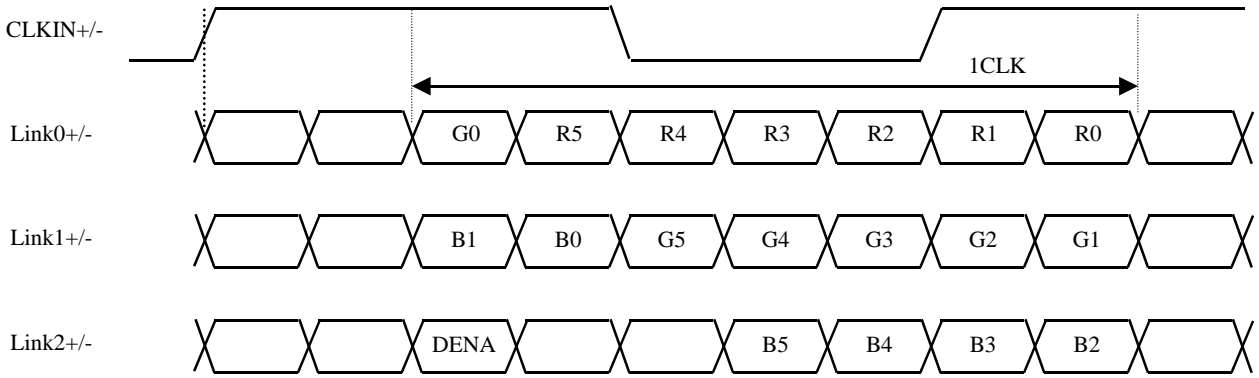 CLKIN+/-
1CLK
Link0+/- G0 R5 R4 R3 R2 R1 R0
Link1+/- B1 B0 G5 G4 G3 G2 G1
Link2+/- DENA B5 B4 B3 B2